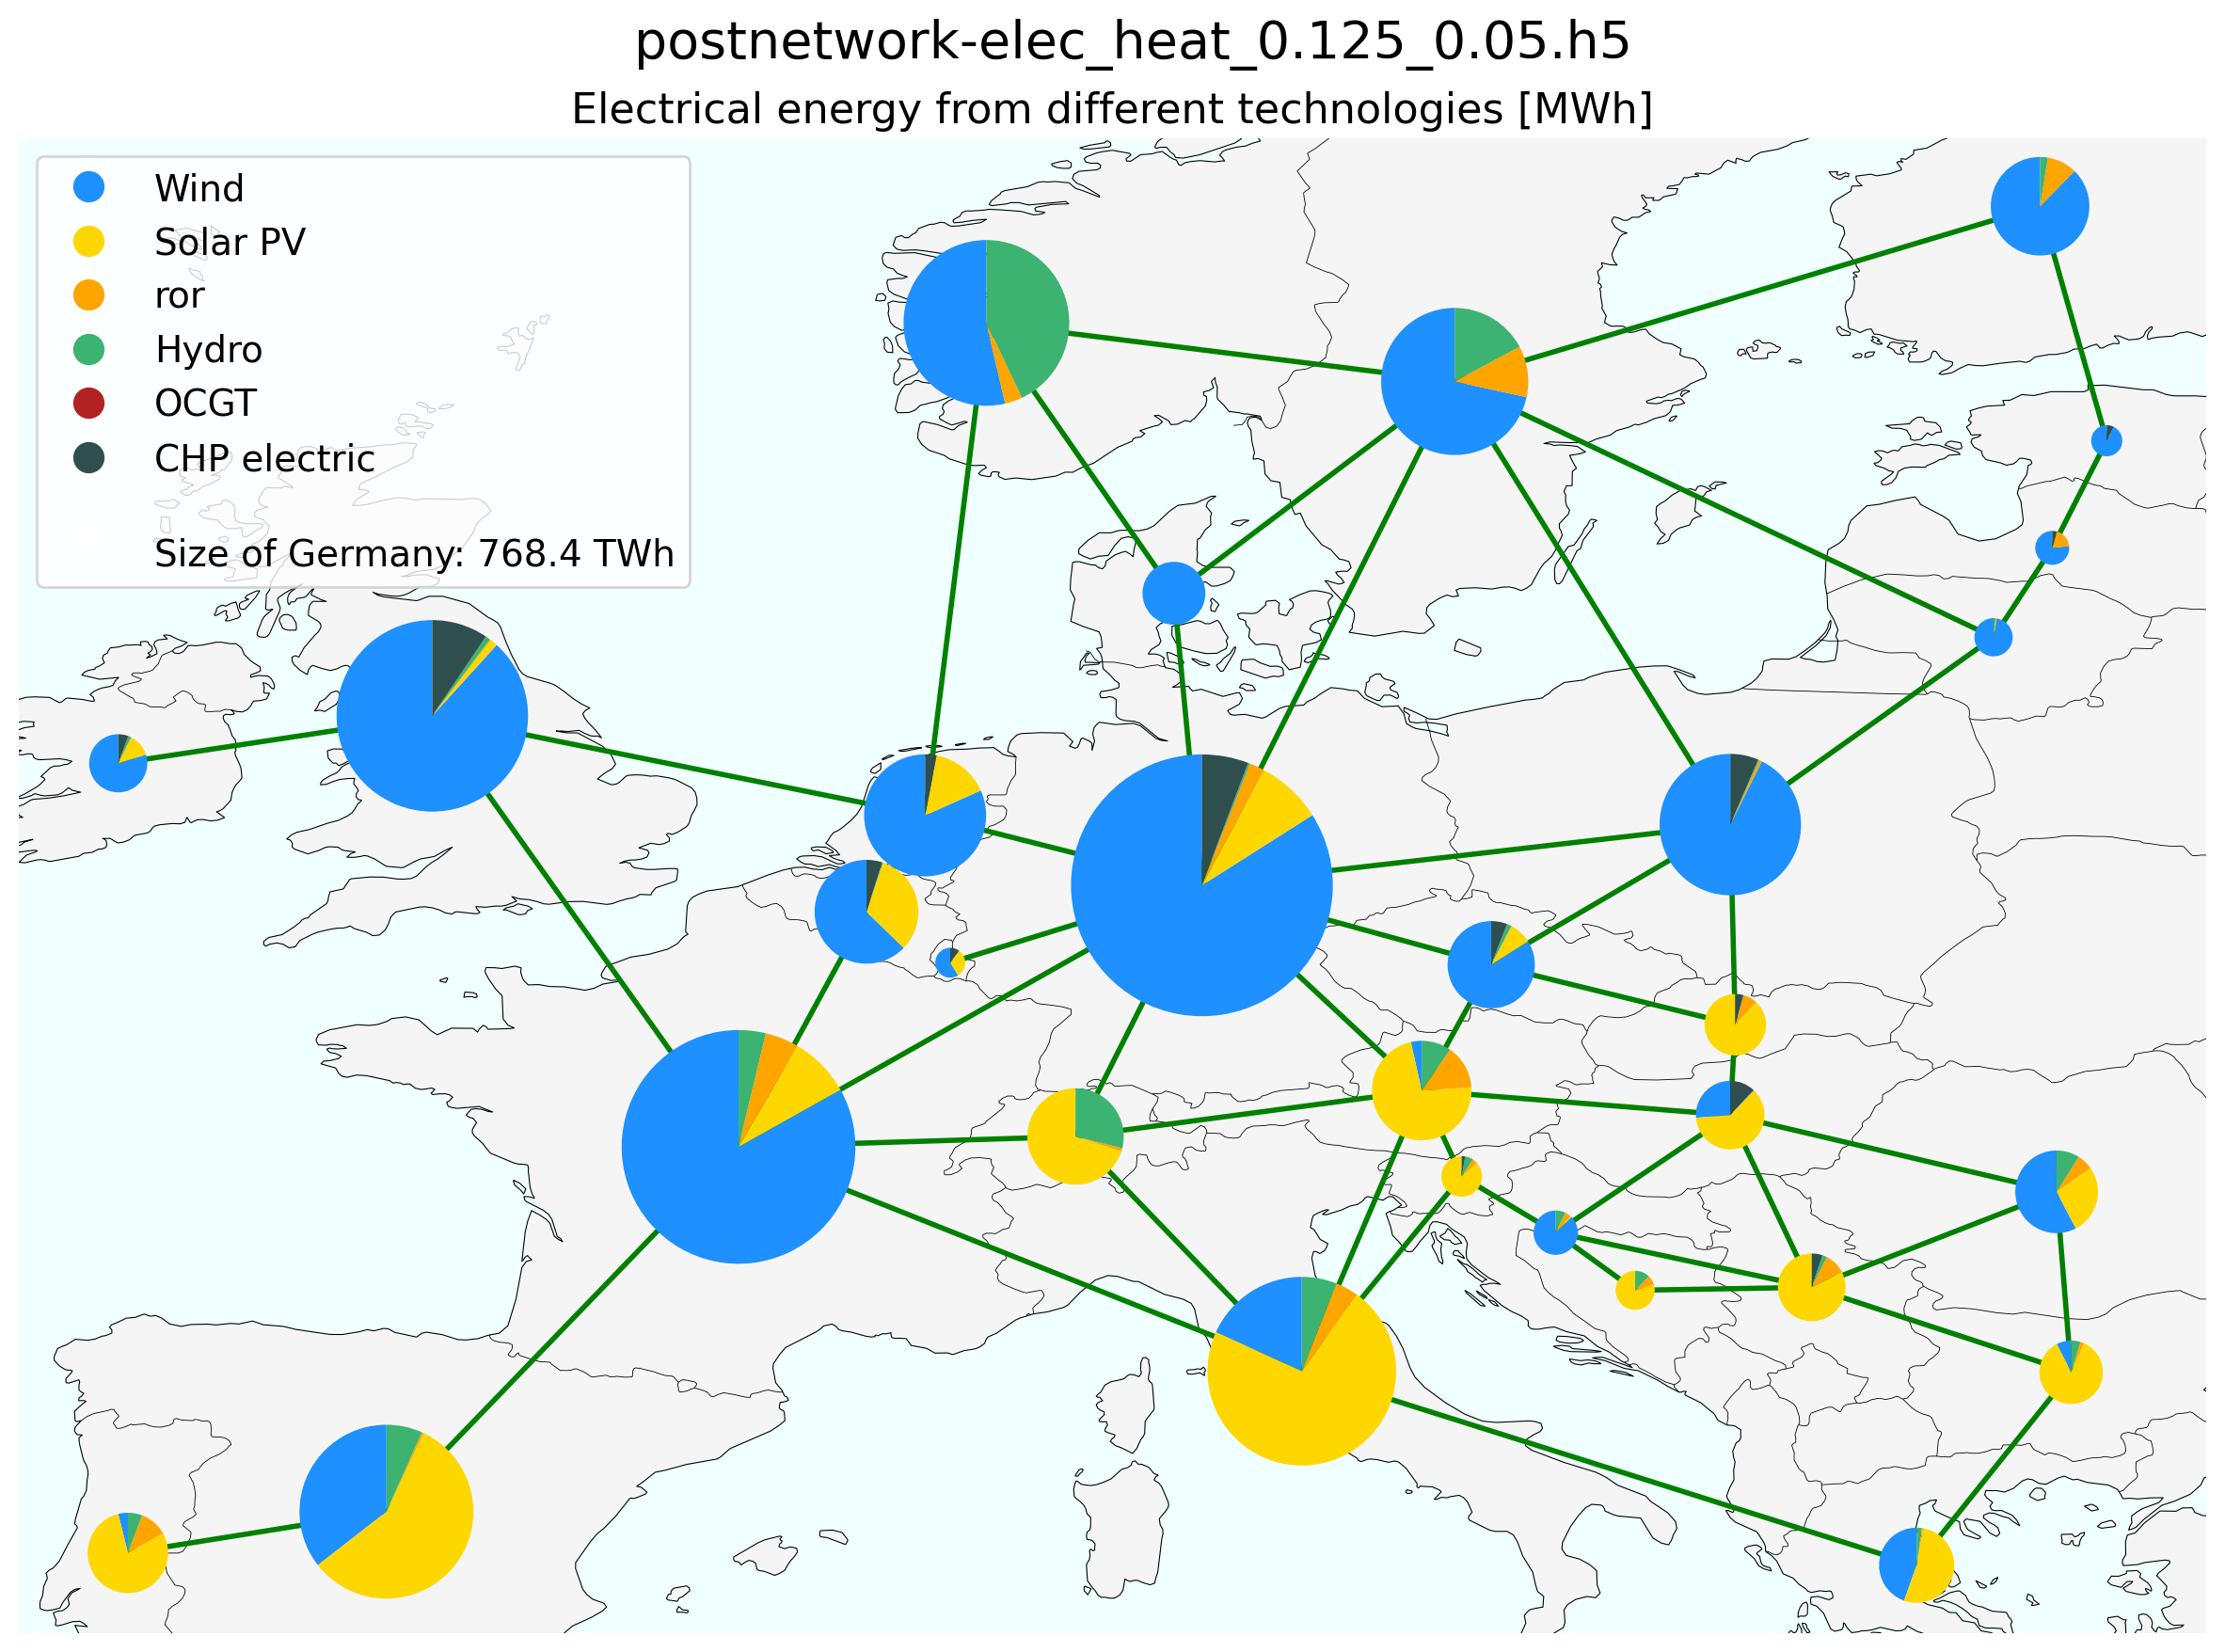 postnetwork-elec_heat_0.125_0.05.h5
Electrical energy from different technologies [MWh]
Wind
Solar PV
ror
Hydro
OCGT
CHP electric
Size of Germany: 768.4 TWh